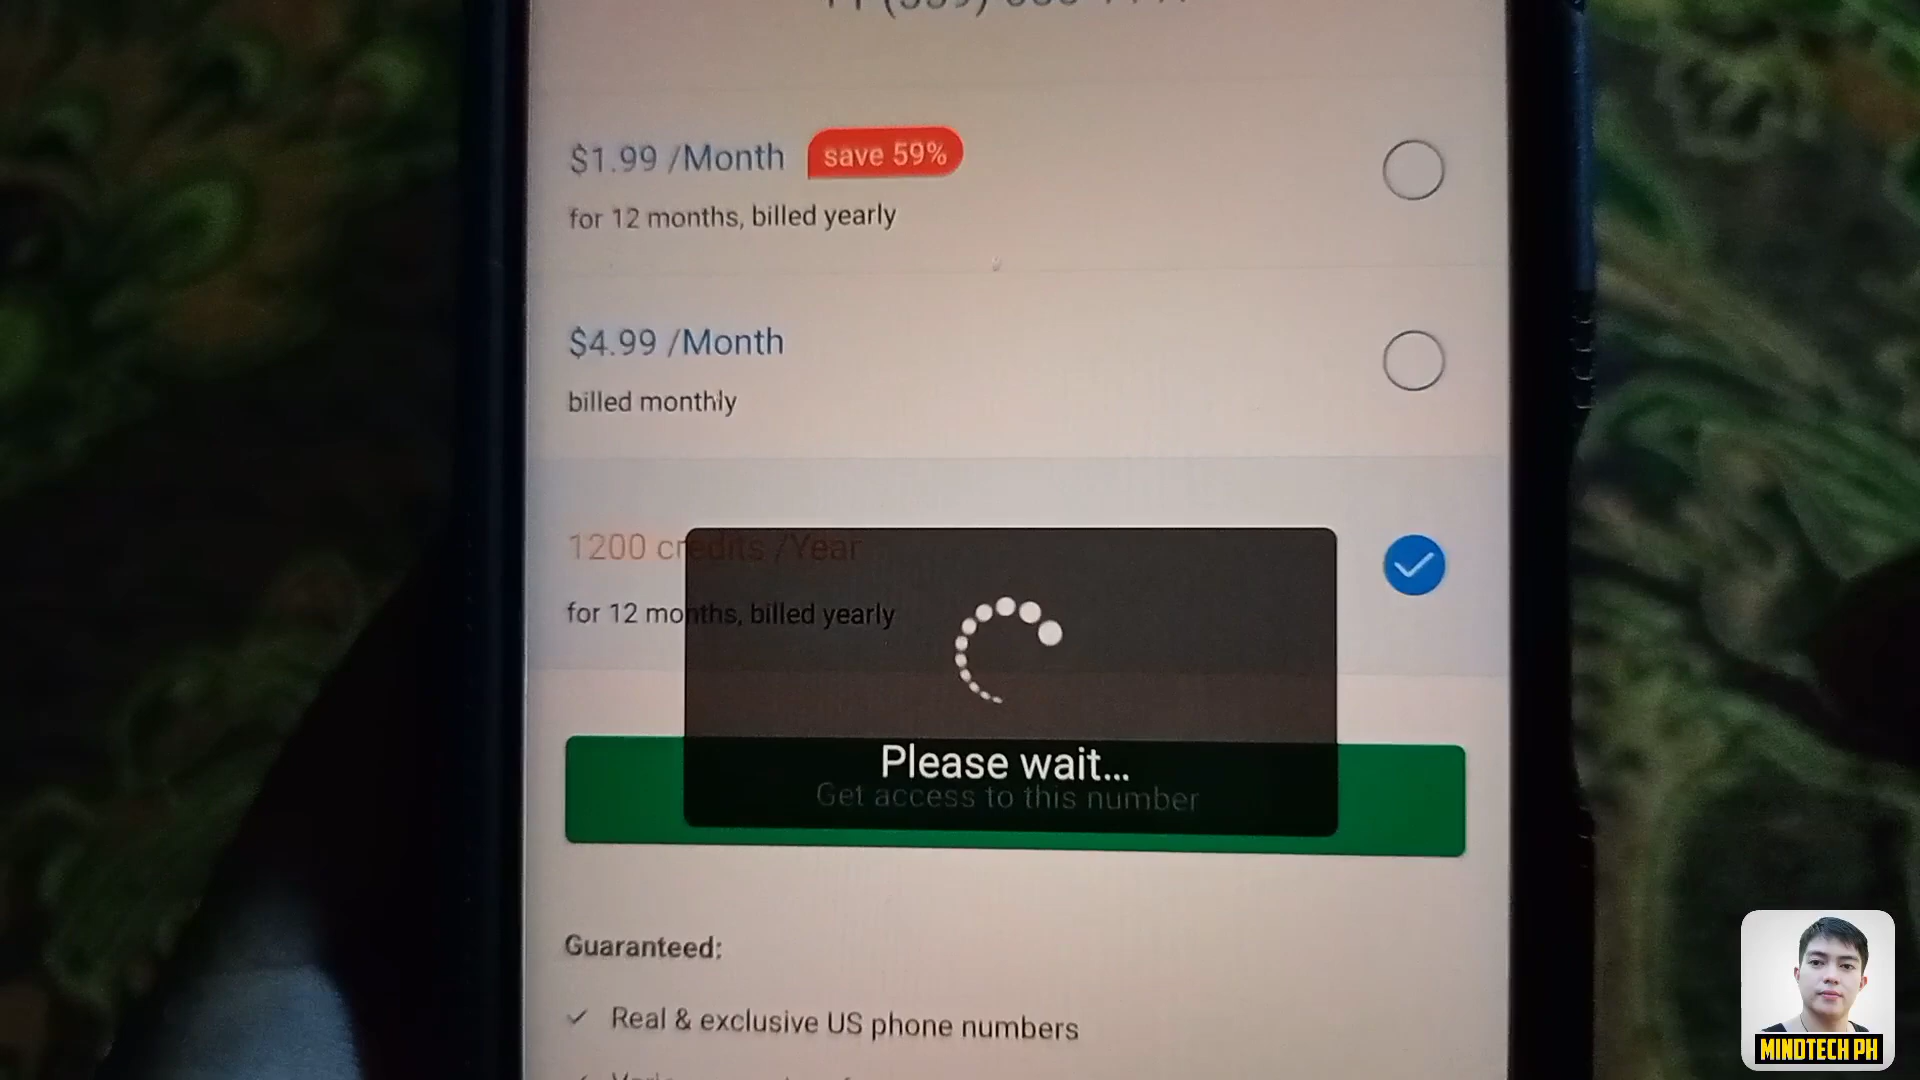 $1.99 /Month save 59%
for 12 months, billed yearly
$4.99 /Month
billed monthly
1200 credits /Year
for 12 months, billed yearly
Please wait...
Get access to this number
Guaranteed:
✓ Real & exclusive US phone numbers
MINDTECH PH